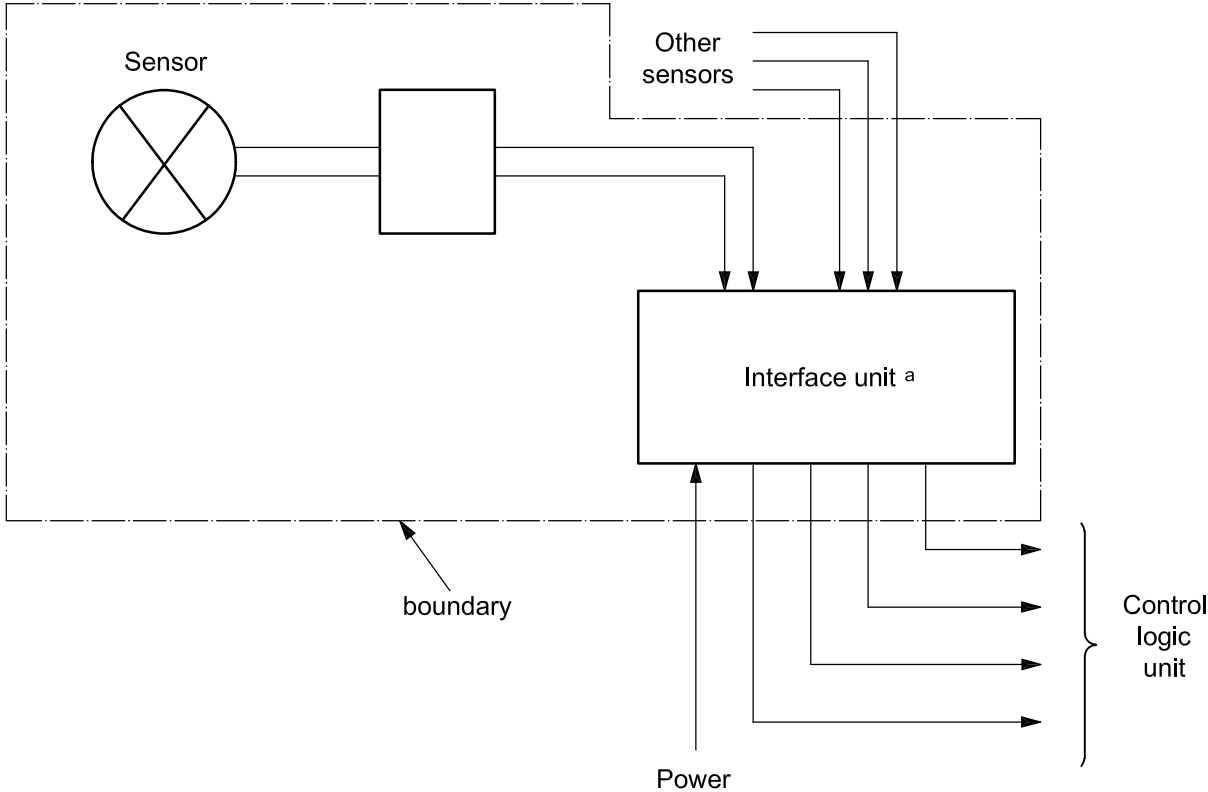 Sensor
Other
sensors
Interface unit a
boundary
Control
logic
unit
Power